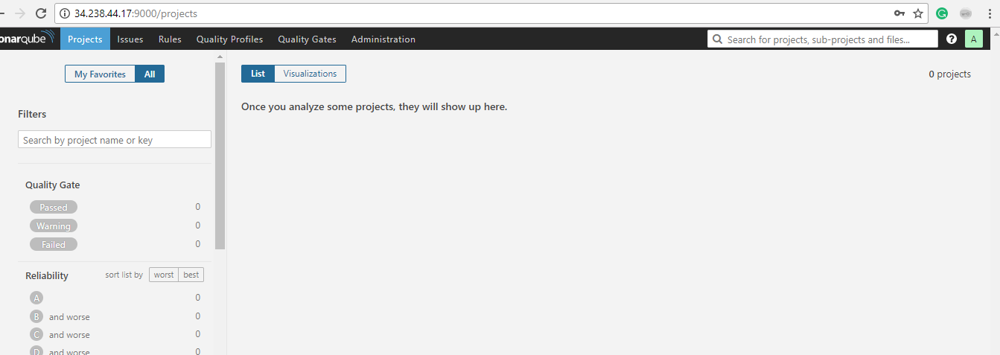 34.238.44.17:9000/projects
onarqube Projects Issues Rules Quality Profiles Quality Gates Administration Search for projects, sub-projects and files... ? A
My Favorites All
List Visualizations
0 projects
Once you analyze some projects, they will show up here.
Filters
Search by project name or key
Quality Gate
Passed 0
Warning 0
Failed 0
Reliability sort list by worst best
A 0
B and worse 0
C and worse 0
D and worse 0